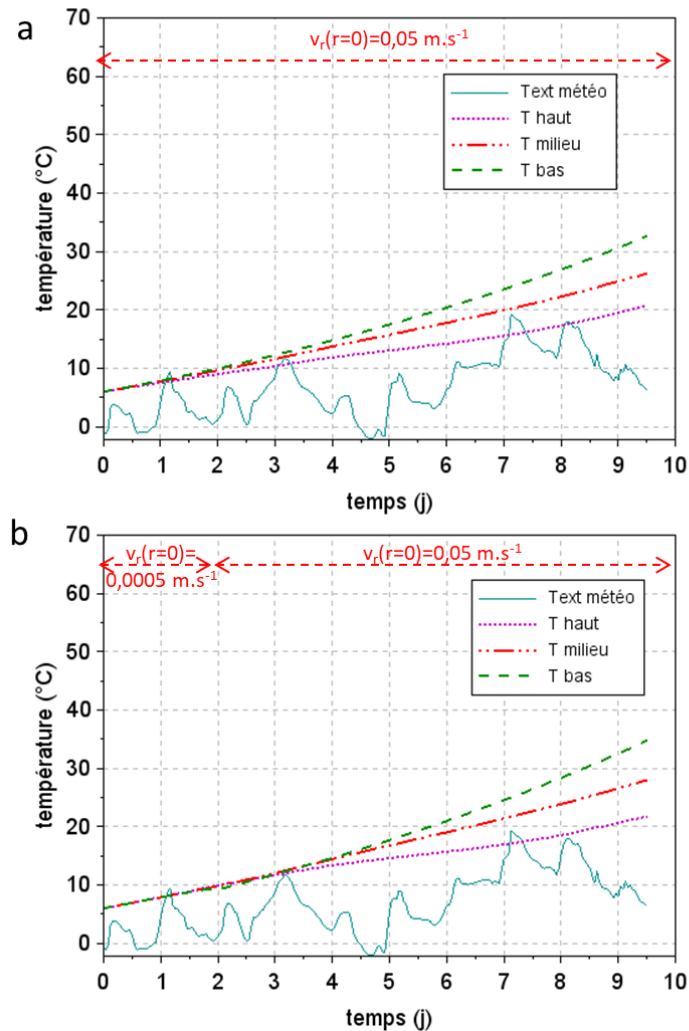 a
70
60
50
40
30
20
10
0
température (°C)
v_r(r=0)=0,05 m.s⁻¹
Text météo
T haut
T milieu
T bas
0 1 2 3 4 5 6 7 8 9 10
temps (j)
b
70
60
50
40
30
20
10
0
température (°C)
v_r(r=0)=
0,0005 m.s⁻¹
v_r(r=0)=0,05 m.s⁻¹
Text météo
T haut
T milieu
T bas
0 1 2 3 4 5 6 7 8 9 10
temps (j)